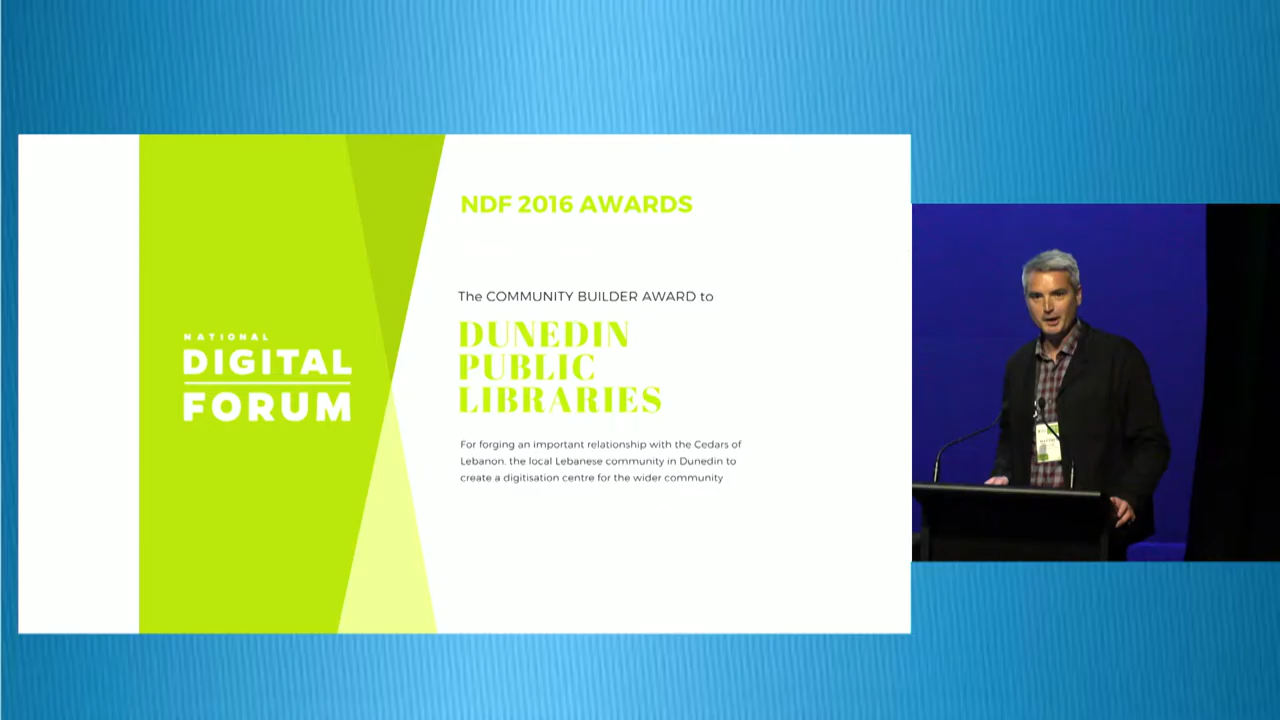 NATIONAL
DIGITAL
FORUM
NDF 2016 AWARDS
The COMMUNITY BUILDER AWARD to
DUNEDIN
PUBLIC
LIBRARIES
For forging an important relationship with the Cedars of
Lebanon, the local Lebanese community in Dunedin to
create a digitisation centre for the wider community